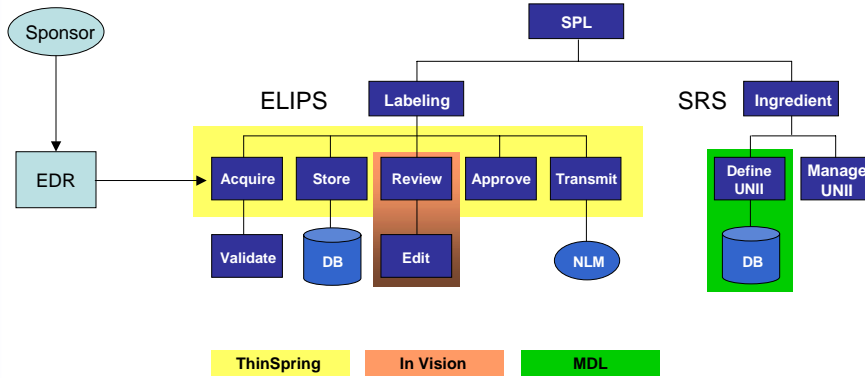 Sponsor
SPL
ELIPS
Labeling
SRS
Ingredient
EDR
Acquire
Store
Review
Approve
Transmit
Define
UNII
Manage
UNII
Validate
DB
Edit
NLM
DB
ThinSpring
In Vision
MDL